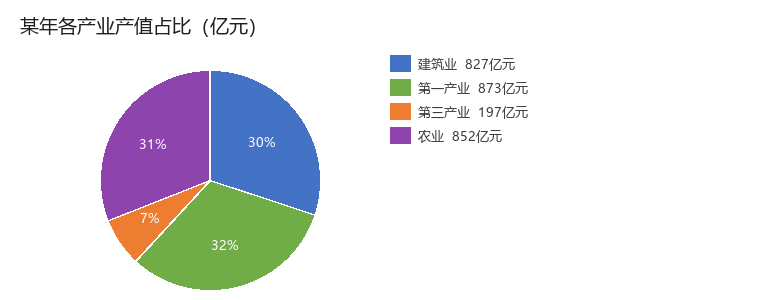 某年各产业产值占比（亿元）
建筑业 827亿元
第一产业 873亿元
第三产业 197亿元
农业 852亿元
30%
31%
7%
32%